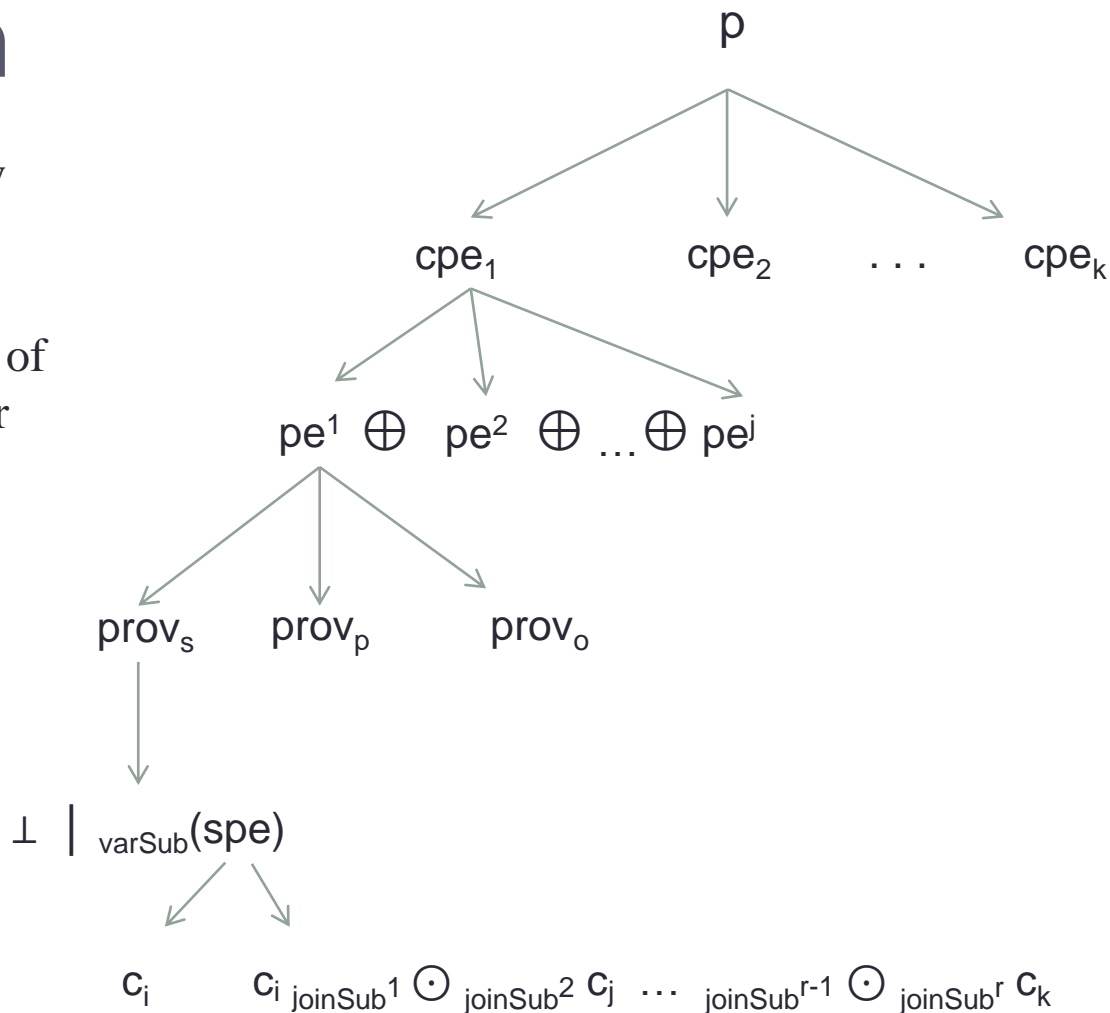 p
cpe₁ cpe₂ . . . cpeₖ
of
pe¹ ⊕ pe² ⊕ ... ⊕ peʲ
provₛ provₚ provₒ
⊥ | varSub(spe)
cᵢ cᵢ joinSub¹ ⊙ joinSub² cⱼ ... joinSubʳ⁻¹ ⊙ joinSubʳ cₖ